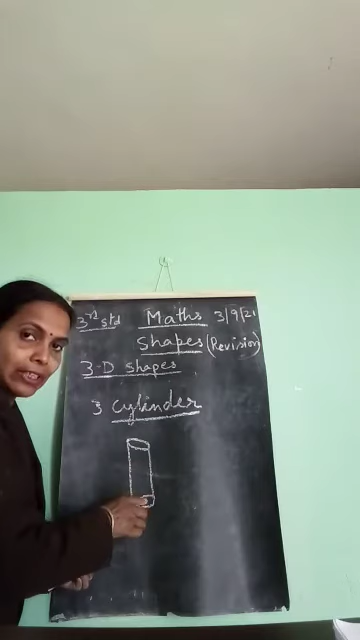 3rd std Maths 3/9/21
Shapes (Revision)
3-D shapes
3 Cylinder